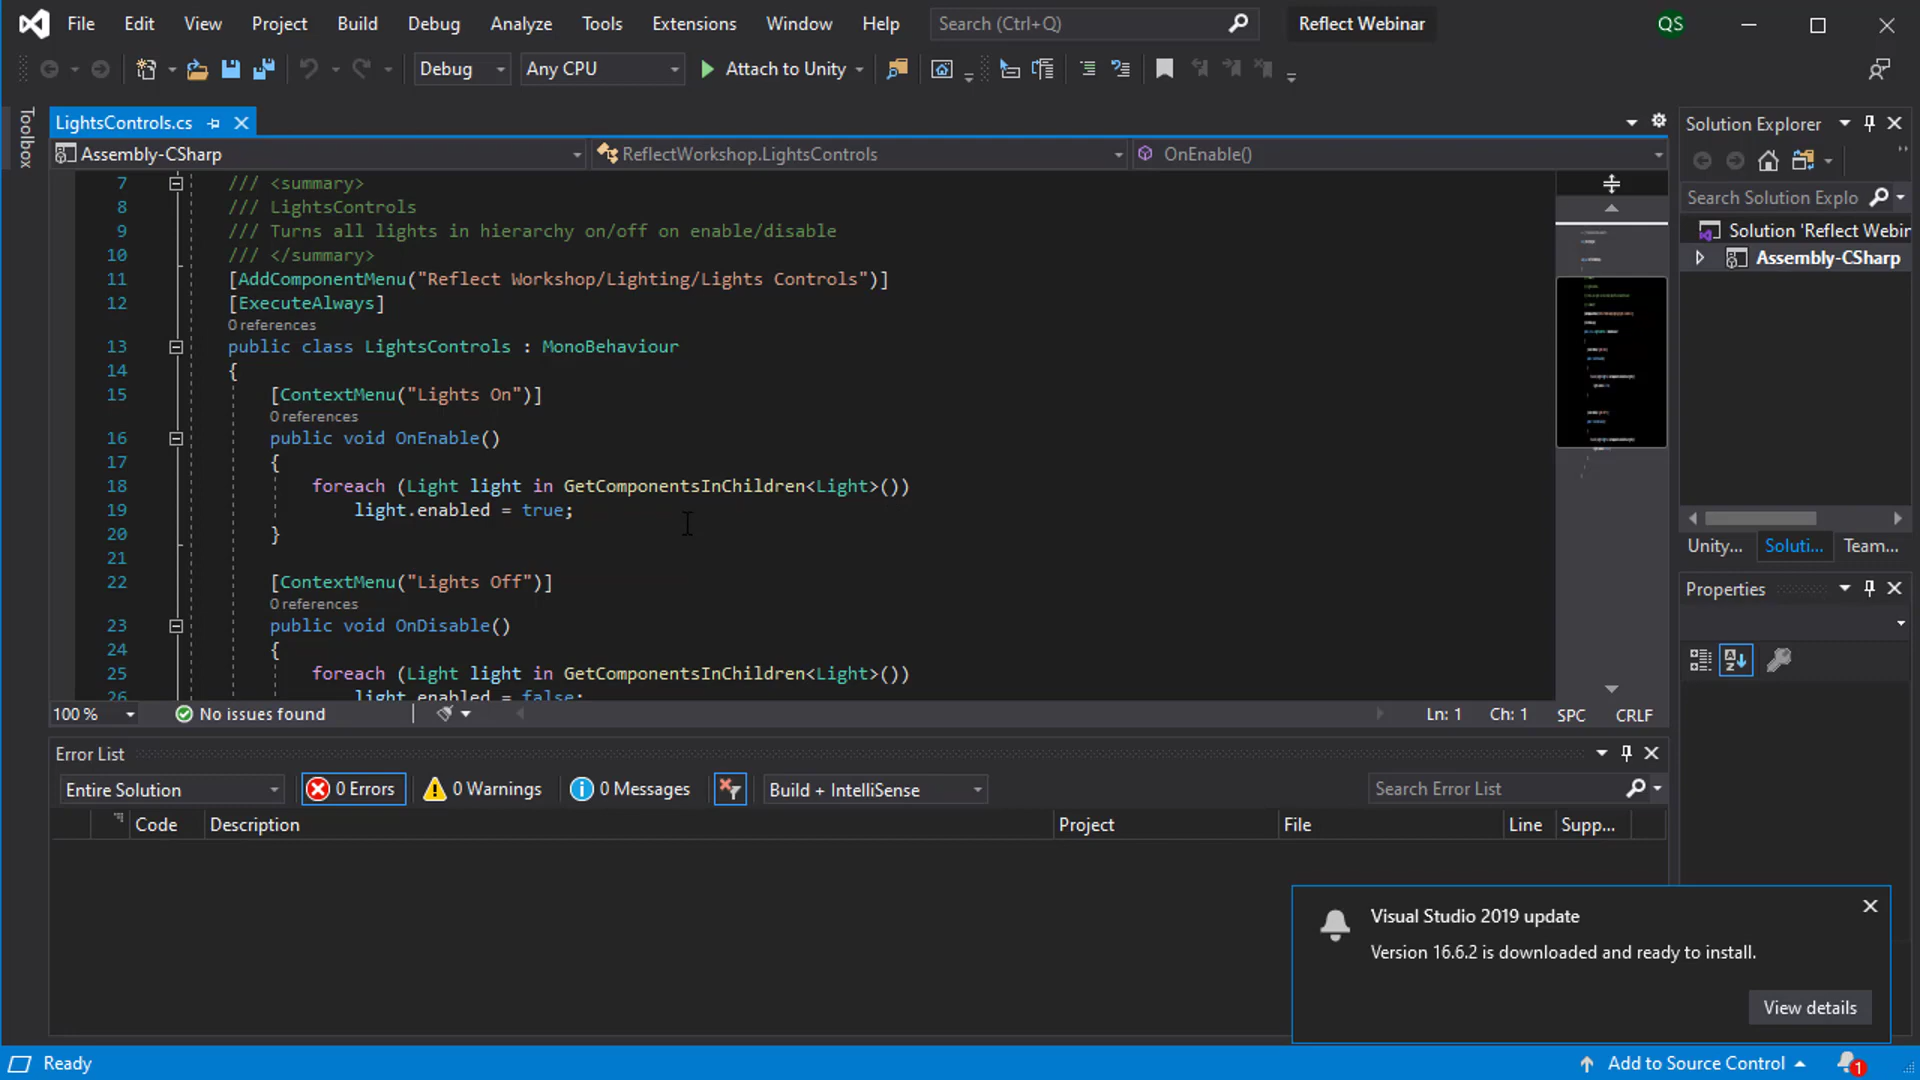 File Edit View Project Build Debug Analyze Tools Extensions Window Help Search (Ctrl+Q) Reflect Webinar QS
Debug Any CPU Attach to Unity
Toolbox
LightsControls.cs
Assembly-CSharp ReflectWorkshop.LightsControls OnEnable()
7 /// <summary>
8 /// LightsControls
9 /// Turns all lights in hierarchy on/off on enable/disable
10 /// </summary>
11 [AddComponentMenu("Reflect Workshop/Lighting/Lights Controls")]
12 [ExecuteAlways]
0 references
13 public class LightsControls : MonoBehaviour
14 {
15 [ContextMenu("Lights On")]
0 references
16 public void OnEnable()
17 {
18 foreach (Light light in GetComponentsInChildren<Light>())
19 light.enabled = true;
20 }
21
22 [ContextMenu("Lights Off")]
0 references
23 public void OnDisable()
24 {
25 foreach (Light light in GetComponentsInChildren<Light>())
26 light.enabled = false;
100 % No issues found Ln: 1 Ch: 1 SPC CRLF
Solution Explorer
Search Solution Explo
Solution 'Reflect Webir
Assembly-CSharp
Unity... Soluti... Team...
Properties
Error List
Entire Solution 0 Errors 0 Warnings 0 Messages Build + IntelliSense Search Error List
Code Description Project File Line Supp...
Visual Studio 2019 update
Version 16.6.2 is downloaded and ready to install.
View details
Ready Add to Source Control 1